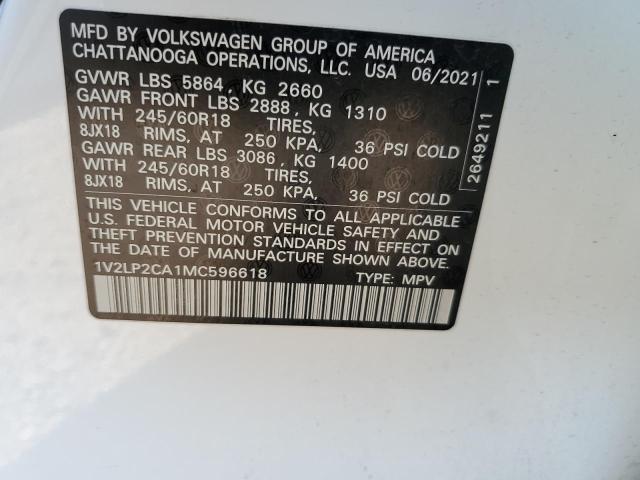 MFD BY VOLKSWAGEN GROUP OF AMERICA
CHATTANOOGA OPERATIONS, LLC. USA 06/2021
GVWR LBS 5864, KG 2660
GAWR FRONT LBS 2888, KG 1310
WITH 245/60R18 TIRES,
8JX18 RIMS, AT 250 KPA, 36 PSI COLD
GAWR REAR LBS 3086, KG 1400
WITH 245/60R18 TIRES,
8JX18 RIMS, AT 250 KPA, 36 PSI COLD
THIS VEHICLE CONFORMS TO ALL APPLICABLE
U.S. FEDERAL MOTOR VEHICLE SAFETY AND
THEFT PREVENTION STANDARDS IN EFFECT ON
THE DATE OF MANUFACTURE SHOWN ABOVE.
1V2LP2CA1MC596618 TYPE: MPV
2649211 1